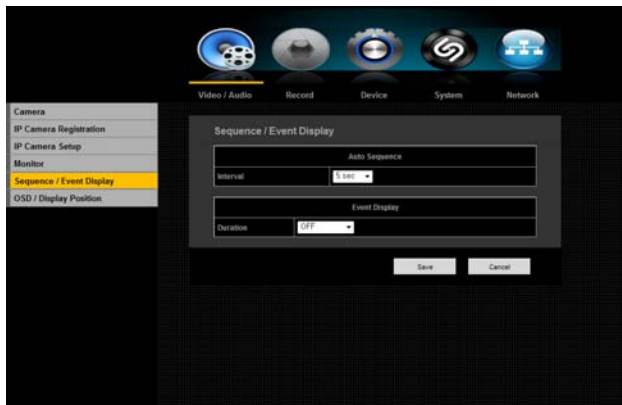 Video / Audio Record Device System Network
Camera
IP Camera Registration
IP Camera Setup
Monitor
Sequence / Event Display
OSD / Display Position
Sequence / Event Display
Auto Sequence
Interval 5 sec
Event Display
Duration OFF
Save Cancel